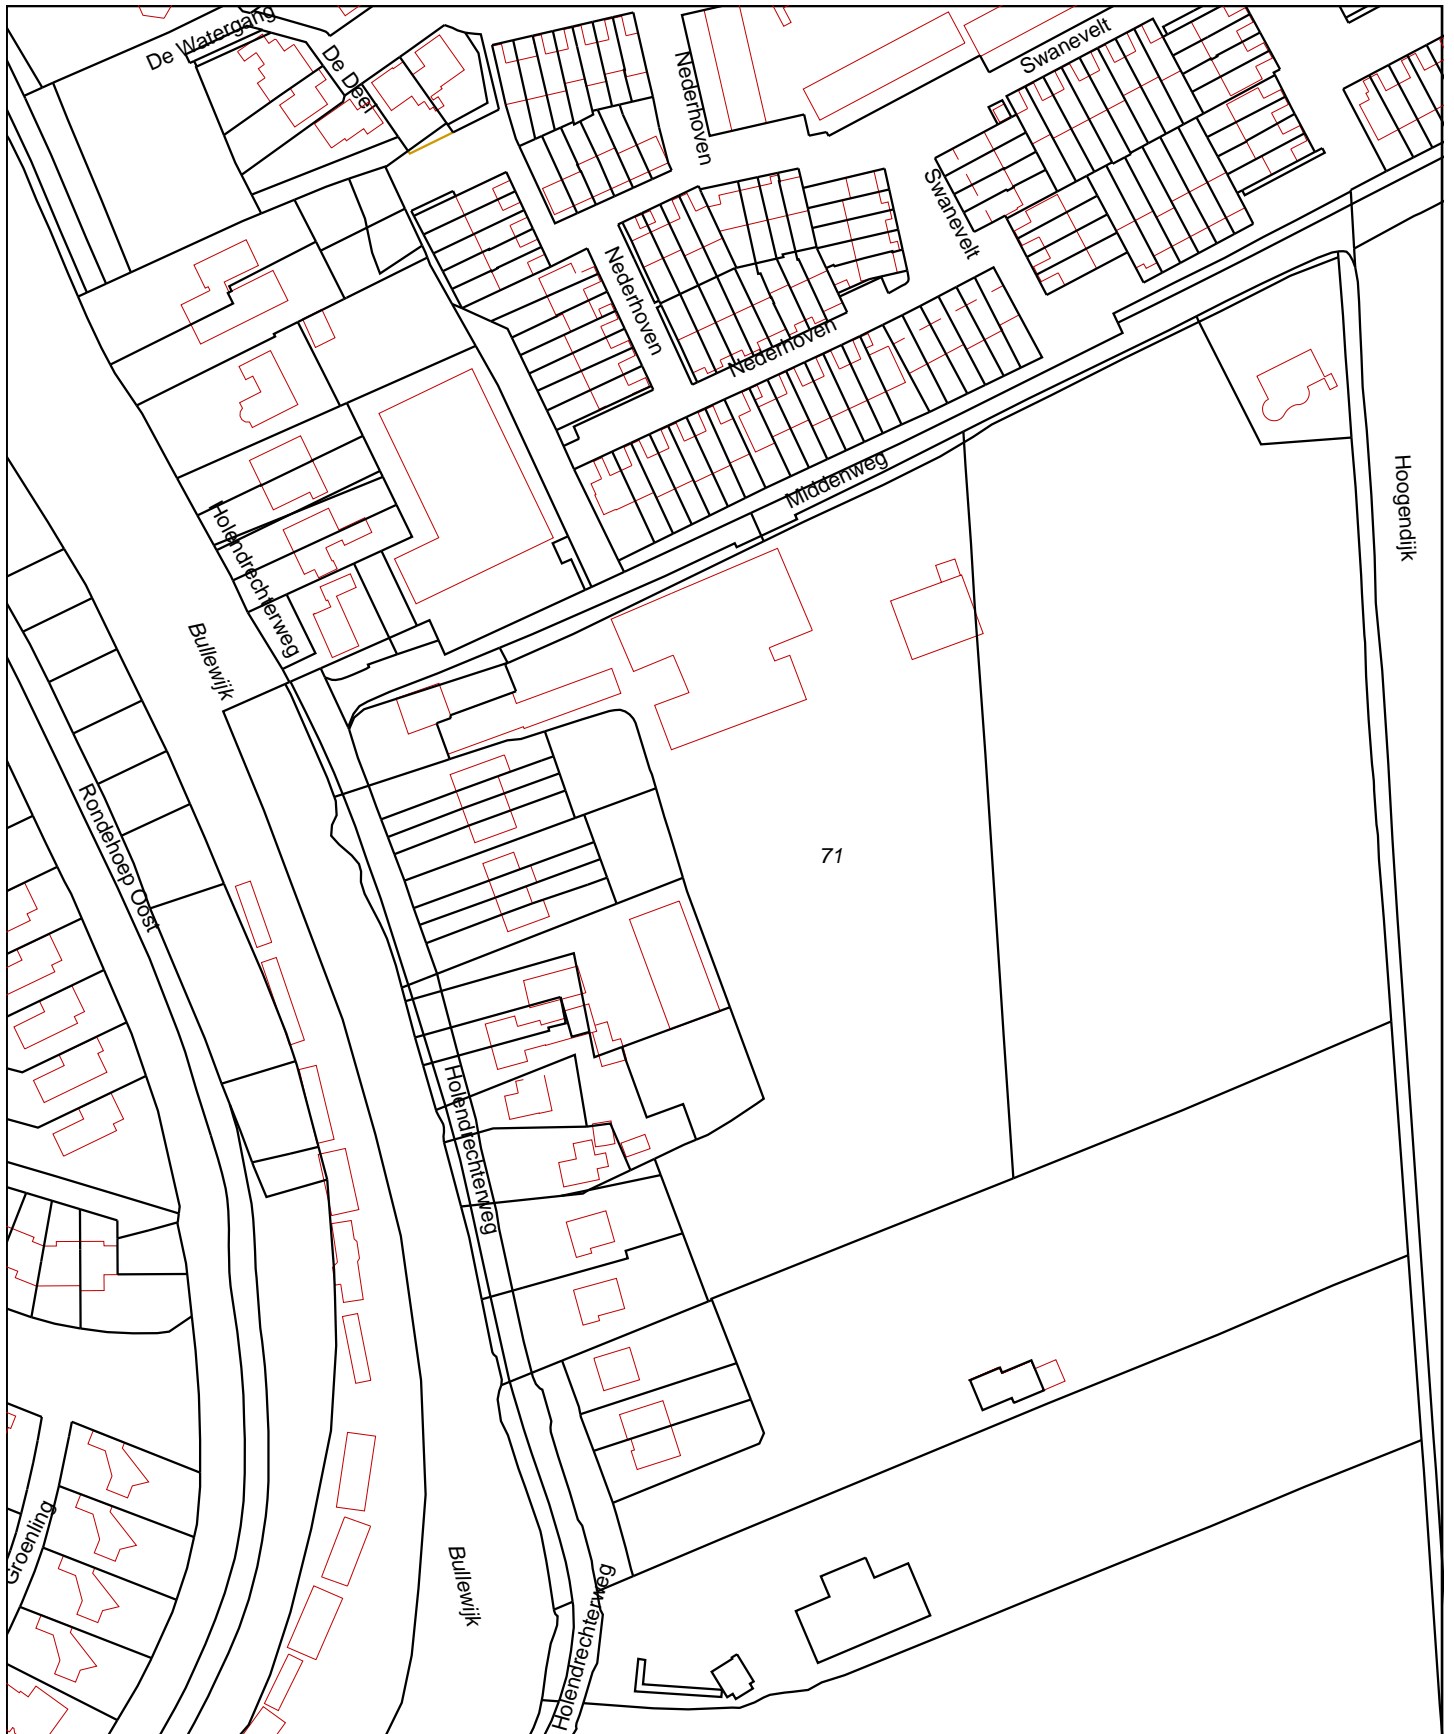 De Watergang
De Deel
Nederhoven
Swanevelt
Swanevelt
Nederhoven
Nederhoven
Middenweg
Hoogendijk
Holendrechterweg
Bullewijk
Rondehoep Oost
71
Holendrechterweg
Groenling
Bullewijk
Holendrechterweg